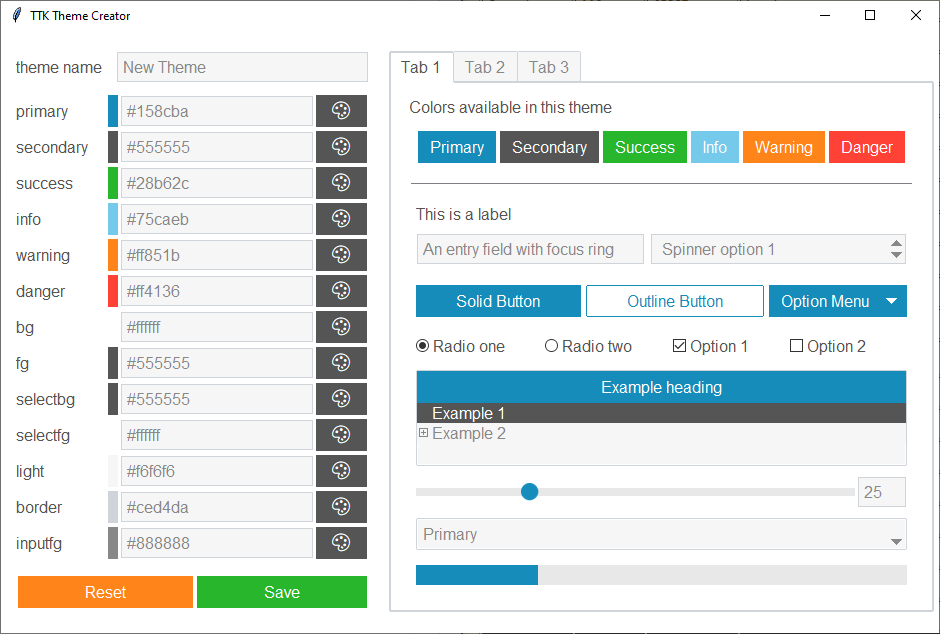 TTK Theme Creator
theme name New Theme
primary #158cba
secondary #555555
success #28b62c
info #75caeb
warning #ff851b
danger #ff4136
bg #ffffff
fg #555555
selectbg #555555
selectfg #ffffff
light #f6f6f6
border #ced4da
inputfg #888888
Reset Save
Tab 1 Tab 2 Tab 3
Colors available in this theme
Primary Secondary Success Info Warning Danger
This is a label
An entry field with focus ring Spinner option 1
Solid Button Outline Button Option Menu
Radio one Radio two Option 1 Option 2
Example heading
Example 1
Example 2
25
Primary